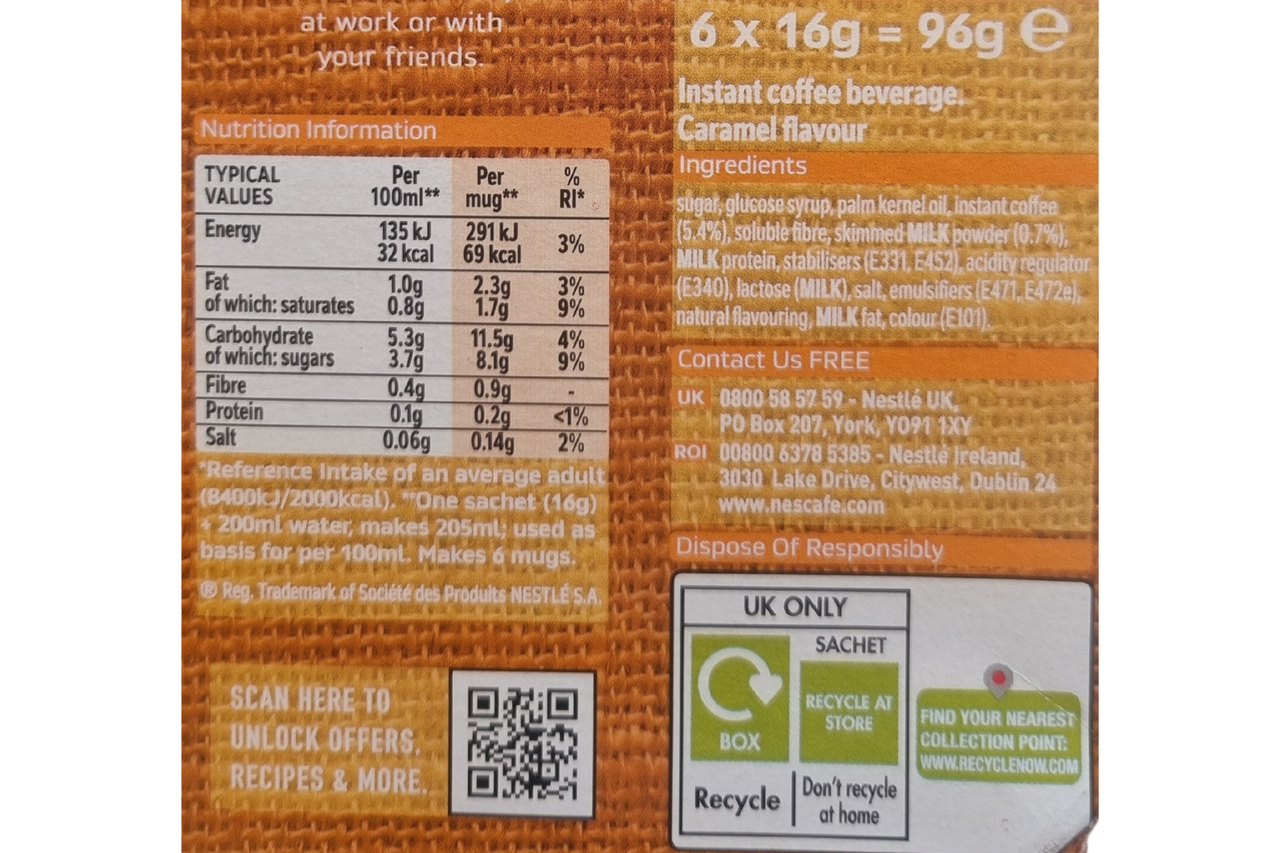 at work or with
your friends.
Nutrition Information
TYPICAL VALUES Per 100ml** Per mug** % RI*
Energy 135 kJ 291 kJ 3%
32 kcal 69 kcal
Fat 1.0g 2.3g 3%
of which: saturates 0.8g 1.7g 9%
Carbohydrate 5.3g 11.5g 4%
of which: sugars 3.7g 8.1g 9%
Fibre 0.4g 0.9g -
Protein 0.1g 0.2g <1%
Salt 0.06g 0.14g 2%
*Reference Intake of an average adult
(8400kJ/2000kcal). **One sachet (16g)
+ 200ml water, makes 205ml; used as
basis for per 100ml. Makes 6 mugs.
® Reg. Trademark of Société des Produits NESTLÉ S.A.
SCAN HERE TO
UNLOCK OFFERS,
RECIPES & MORE.
6 x 16g = 96g ℮
Instant coffee beverage.
Caramel flavour
Ingredients
sugar, glucose syrup, palm kernel oil, instant coffee
(5.4%), soluble fibre, skimmed MILK powder (0.7%),
MILK protein, stabilisers (E331, E452), acidity regulator
(E340), lactose (MILK), salt, emulsifiers (E471, E472e),
natural flavouring, MILK fat, colour (E101).
Contact Us FREE
UK 0800 58 57 59 - Nestlé UK,
PO Box 207, York, YO91 1XY
ROI 00800 6378 5385 - Nestlé Ireland,
3030 Lake Drive, Citywest, Dublin 24
www.nescafe.com
Dispose Of Responsibly
UK ONLY
BOX
Recycle
SACHET
RECYCLE AT
STORE
Don't recycle
at home
FIND YOUR NEAREST
COLLECTION POINT:
WWW.RECYCLENOW.COM